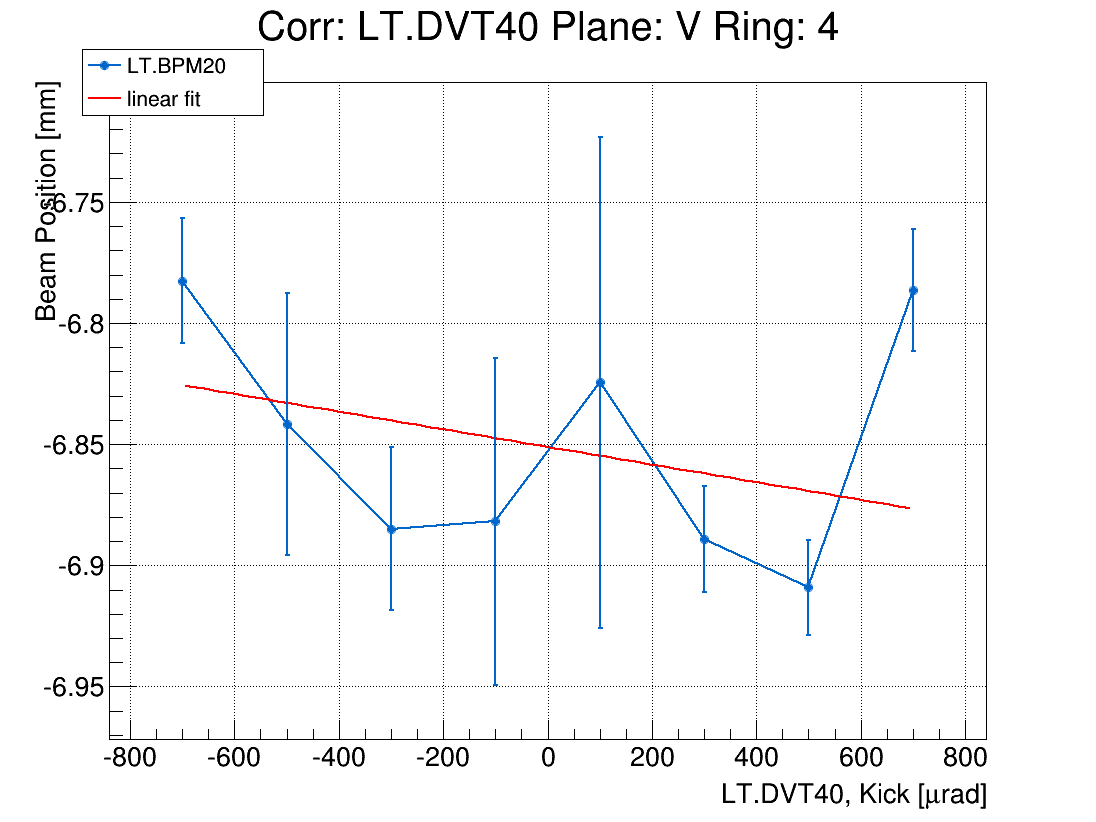 Corr: LT.DVT40 Plane: V Ring: 4
LT.BPM20
linear fit
Beam Position [mm]
-6.75
-6.8
-6.85
-6.9
-6.95
-800 -600 -400 -200 0 200 400 600 800
LT.DVT40, Kick [μrad]